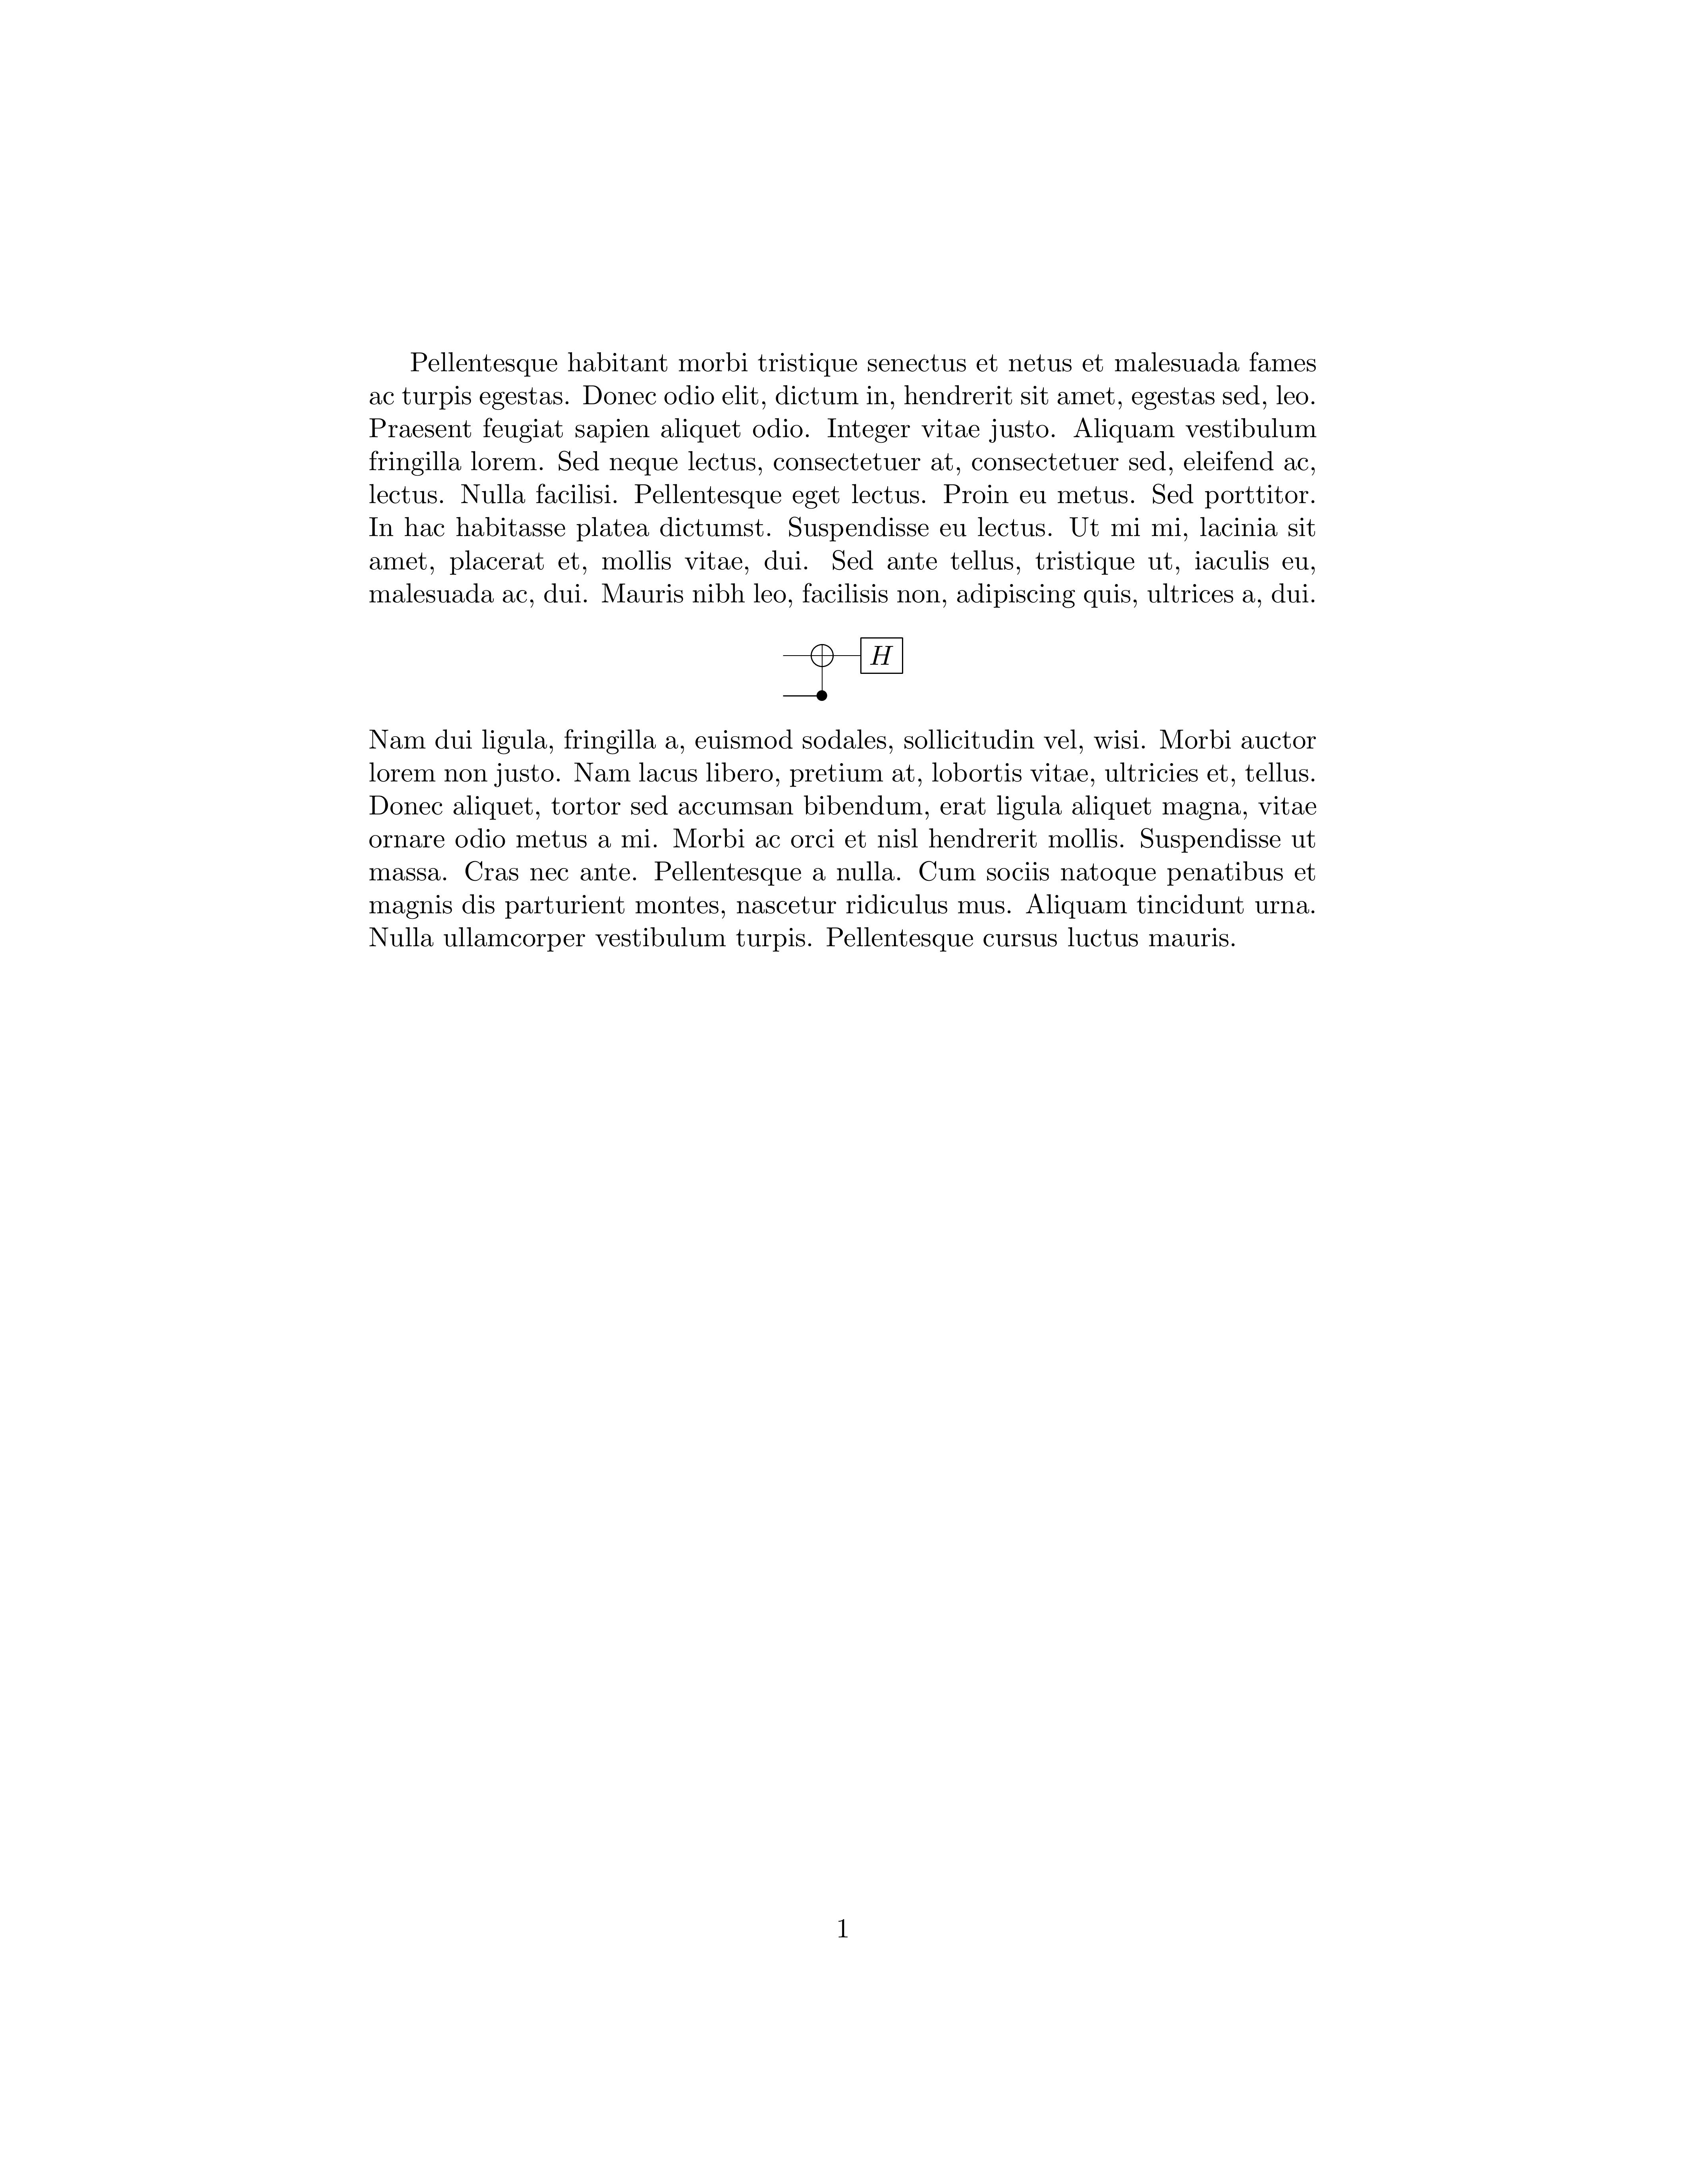 Pellentesque habitant morbi tristique senectus et netus et malesuada fames
ac turpis egestas. Donec odio elit, dictum in, hendrerit sit amet, egestas sed, leo.
Praesent feugiat sapien aliquet odio. Integer vitae justo. Aliquam vestibulum
fringilla lorem. Sed neque lectus, consectetuer at, consectetuer sed, eleifend ac,
lectus. Nulla facilisi. Pellentesque eget lectus. Proin eu metus. Sed porttitor.
In hac habitasse platea dictumst. Suspendisse eu lectus. Ut mi mi, lacinia sit
amet, placerat et, mollis vitae, dui. Sed ante tellus, tristique ut, iaculis eu,
malesuada ac, dui. Mauris nibh leo, facilisis non, adipiscing quis, ultrices a, dui.
H
Nam dui ligula, fringilla a, euismod sodales, sollicitudin vel, wisi. Morbi auctor
lorem non justo. Nam lacus libero, pretium at, lobortis vitae, ultricies et, tellus.
Donec aliquet, tortor sed accumsan bibendum, erat ligula aliquet magna, vitae
ornare odio metus a mi. Morbi ac orci et nisl hendrerit mollis. Suspendisse ut
massa. Cras nec ante. Pellentesque a nulla. Cum sociis natoque penatibus et
magnis dis parturient montes, nascetur ridiculus mus. Aliquam tincidunt urna.
Nulla ullamcorper vestibulum turpis. Pellentesque cursus luctus mauris.
1